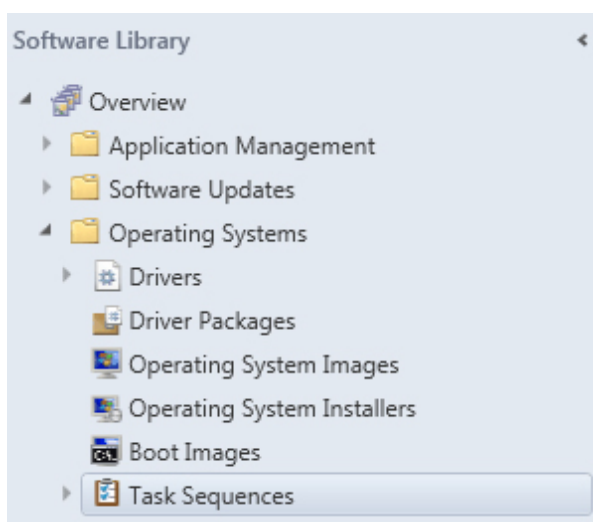 Software Library
Overview
Application Management
Software Updates
Operating Systems
Drivers
Driver Packages
Operating System Images
Operating System Installers
Boot Images
Task Sequences